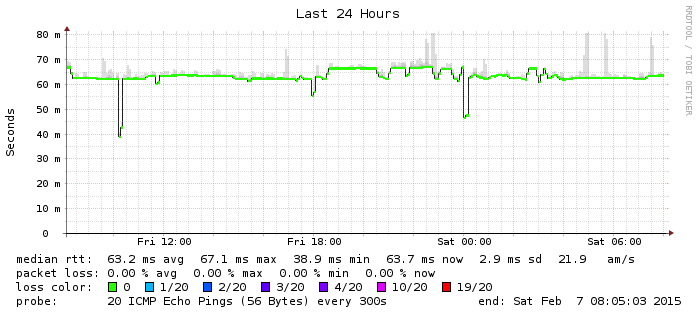 Last 24 Hours
RRDTOOL / TOBI OETIKER
Seconds
80 m
70 m
60 m
50 m
40 m
30 m
20 m
10 m
0
Fri 12:00 Fri 18:00 Sat 00:00 Sat 06:00
median rtt: 63.2 ms avg 67.1 ms max 38.9 ms min 63.7 ms now 2.9 ms sd 21.9 am/s
packet loss: 0.00 % avg 0.00 % max 0.00 % min 0.00 % now
loss color: 0 1/20 2/20 3/20 4/20 10/20 19/20
probe: 20 ICMP Echo Pings (56 Bytes) every 300s end: Sat Feb 7 08:05:03 2015